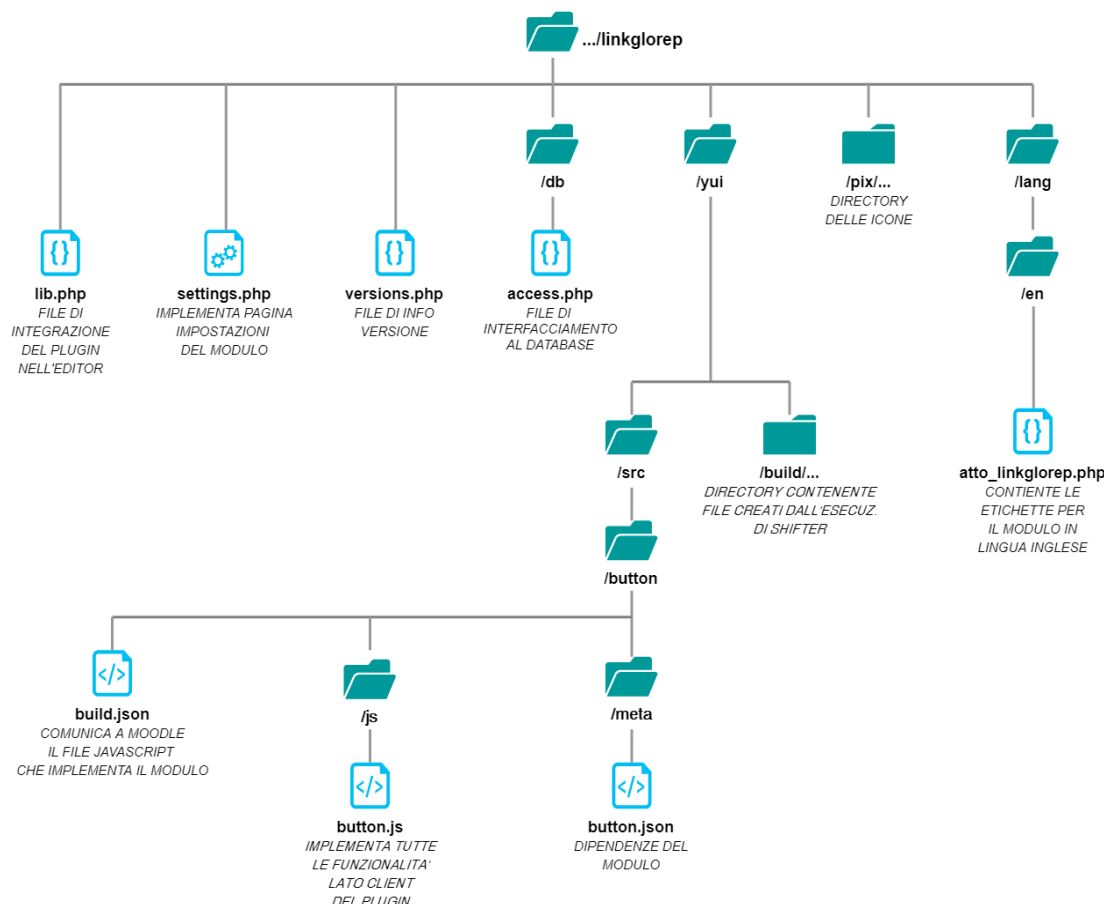 .../linkglorep
/db
/yui
/pix/...
DIRECTORY
DELLE ICONE
/lang
lib.php
FILE DI
INTEGRAZIONE
DEL PLUGIN
NELL'EDITOR
settings.php
IMPLEMENTA PAGINA
IMPOSTAZIONI
DEL MODULO
versions.php
FILE DI INFO
VERSIONE
access.php
FILE DI
INTERFACCIAMENTO
AL DATABASE
/en
/src
/build/...
DIRECTORY CONTENENTE
FILE CREATI DALL'ESECUZ.
DI SHIFTER
atto_linkglorep.php
CONTIENTE LE
ETICHETTE PER
IL MODULO IN
LINGUA INGLESE
/button
build.json
COMUNICA A MOODLE
IL FILE JAVASCRIPT
CHE IMPLEMENTA IL MODULO
/js
/meta
button.js
IMPLEMENTA TUTTE
LE FUNZIONALITA'
LATO CLIENT
DEL PLUGIN
button.json
DIPENDENZE DEL
MODULO